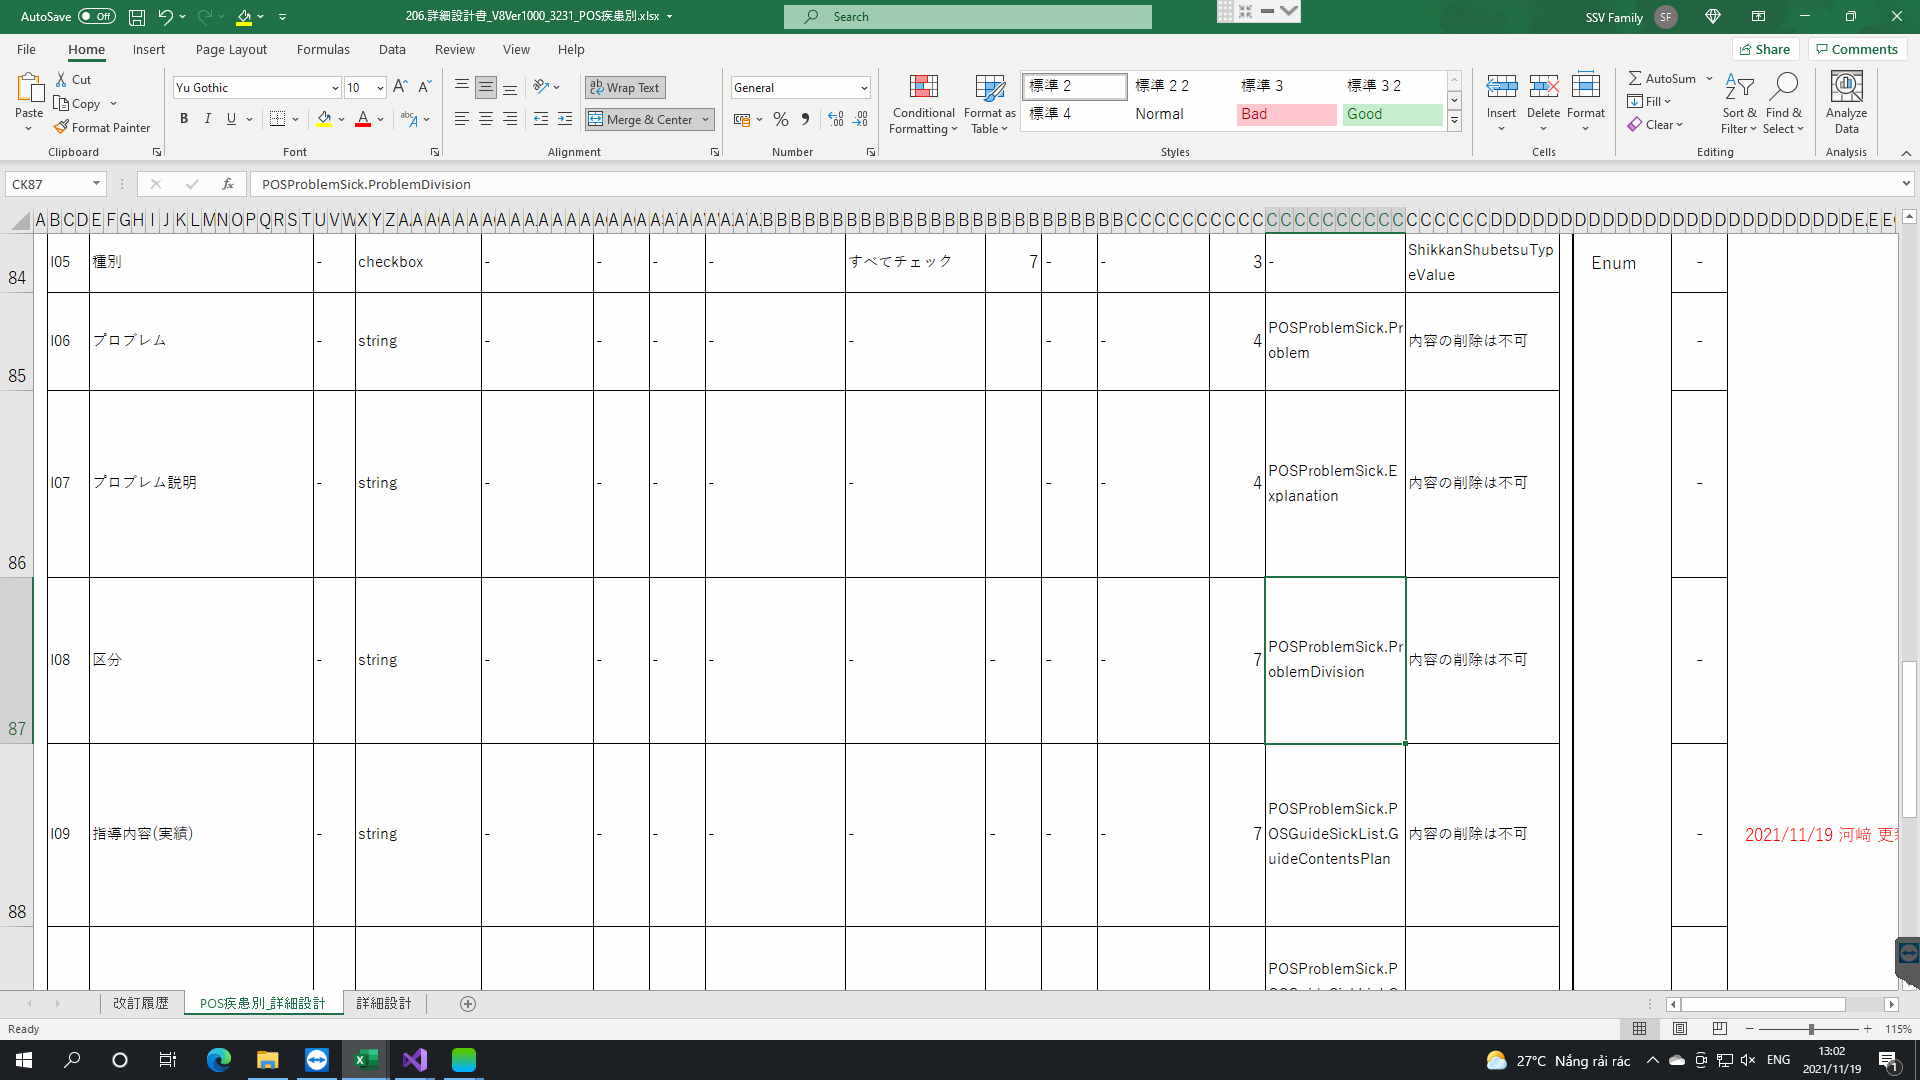 AutoSave Off 206.詳細設計書_V8Ver1000_3231_POS疾患別.xlsx Search SSV Family SF
File Home Insert Page Layout Formulas Data Review View Help Share Comments
Paste Cut Copy Format Painter Clipboard
Yu Gothic 10 B I U A Font
Wrap Text Merge & Center Alignment
General % Number
Conditional Formatting Format as Table
標準 2 標準 2 2 標準 3 標準 3 2
標準 4 Normal Bad Good
Styles
Insert Delete Format Cells
AutoSum Fill Clear Sort & Filter Find & Select Editing
Analyze Data Analysis
CK87 fx POSProblemSick.ProblemDivision
84 I05 種別 - checkbox - - - - すべてチェック 7 - - 3 - ShikkanShubetsuTyp
eValue Enum -
85 I06 プロブレム - string - - - - - - - 4 POSProblemSick.Pr
oblem 内容の削除は不可 -
86 I07 プロブレム説明 - string - - - - - - - 4 POSProblemSick.E
xplanation 内容の削除は不可 -
87 I08 区分 - string - - - - - - - - 7 POSProblemSick.Pr
oblemDivision 内容の削除は不可 -
88 I09 指導内容(実績) - string - - - - - - - - 7 POSProblemSick.P
OSGuideSickList.G
uideContentsPlan 内容の削除は不可 - 2021/11/19 河﨑 更
POSProblemSick.P
改訂履歴 POS疾患別_詳細設計 詳細設計
Ready 115%
27°C Nắng rải rác ENG 13:02
2021/11/19 1